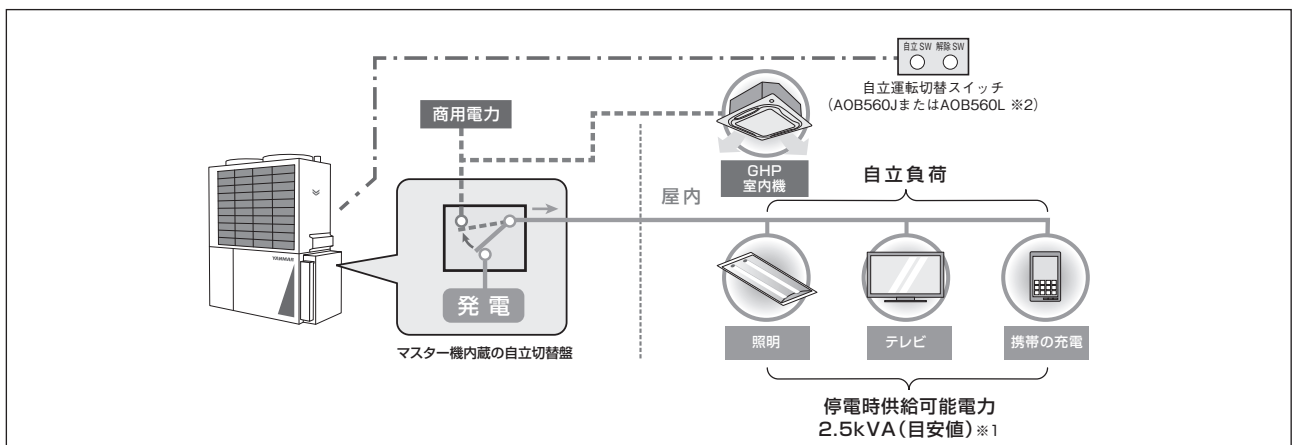 自立SW 解除SW
自立運転切替スイッチ
(AOB560JまたはAOB560L ※2)
商用電力
GHP
室内機
屋内
自立負荷
YANMAR
発電
マスター機内蔵の自立切替盤
照明
テレビ
携帯の充電
停電時供給可能電力
2.5kVA(目安値)※1